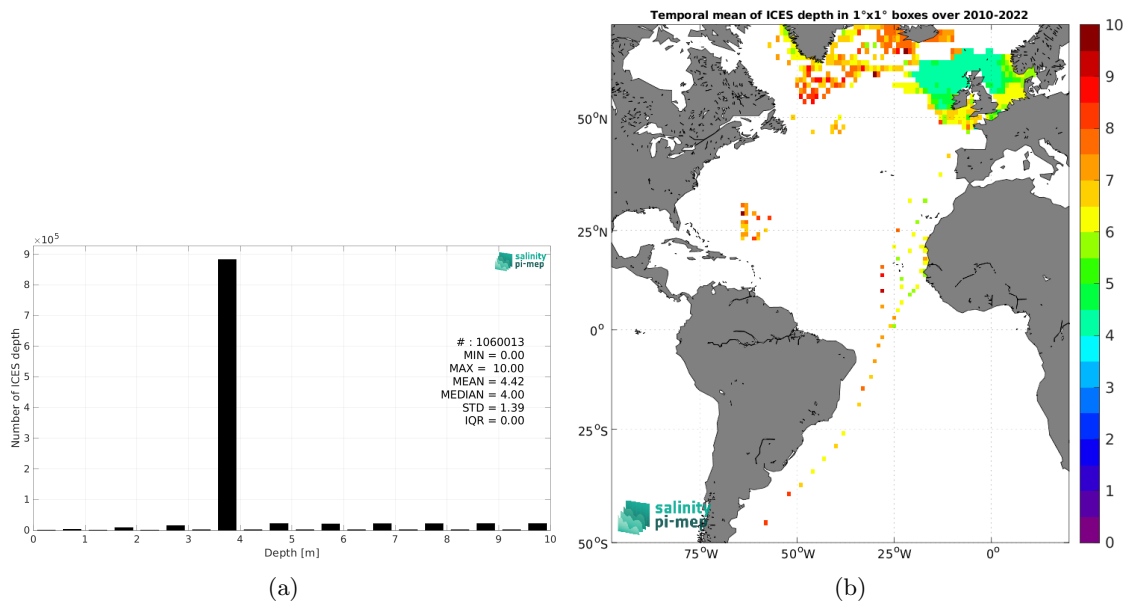 ×10⁵
9
8
7
6
5
4
3
2
1
0
Number of ICES depth
0 1 2 3 4 5 6 7 8 9 10
Depth [m]
salinity
pi-mep
# : 1060013
MIN = 0.00
MAX = 10.00
MEAN = 4.42
MEDIAN = 4.00
STD = 1.39
IQR = 0.00
(a)
Temporal mean of ICES depth in 1°x1° boxes over 2010-2022
50°N
25°N
0°
25°S
50°S
75°W 50°W 25°W 0°
salinity
pi-mep
10
9
8
7
6
5
4
3
2
1
0
(b)